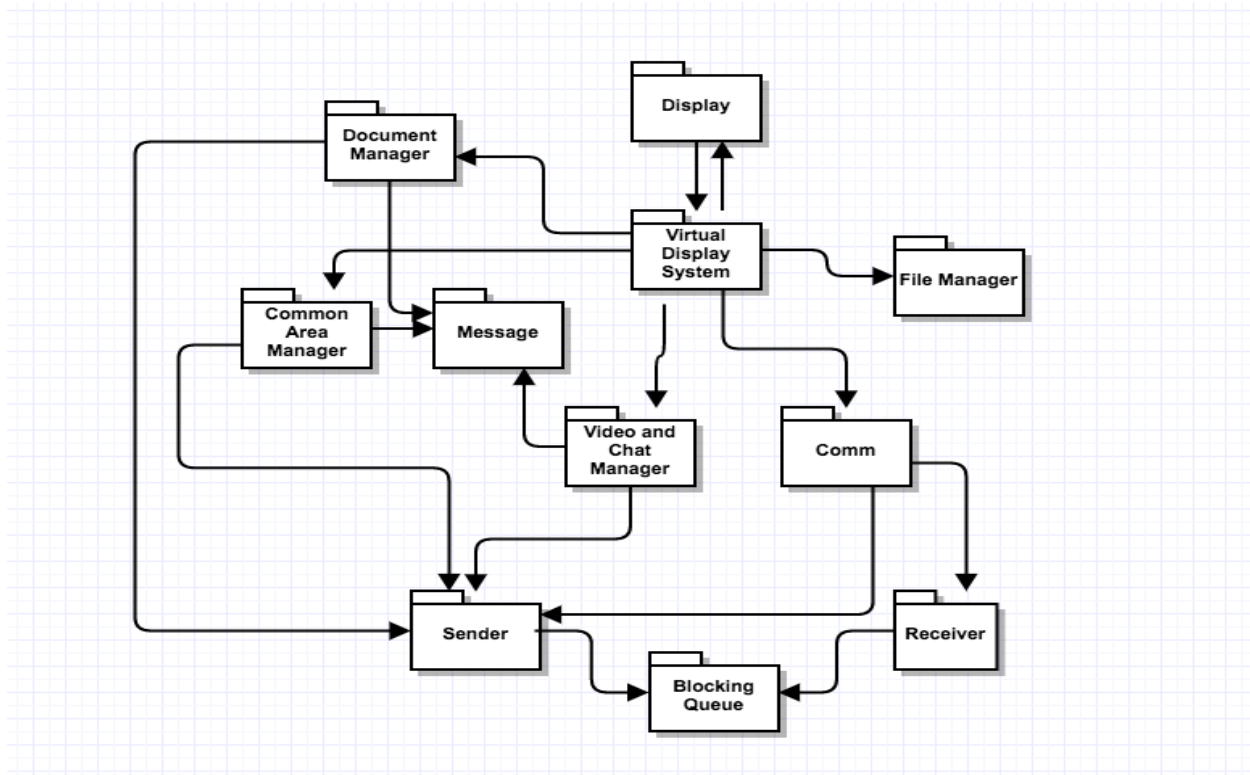 Display
Document
Manager
Virtual
Display
System
File Manager
Common
Area
Manager
Message
Video and
Chat
Manager
Comm
Sender
Receiver
Blocking
Queue